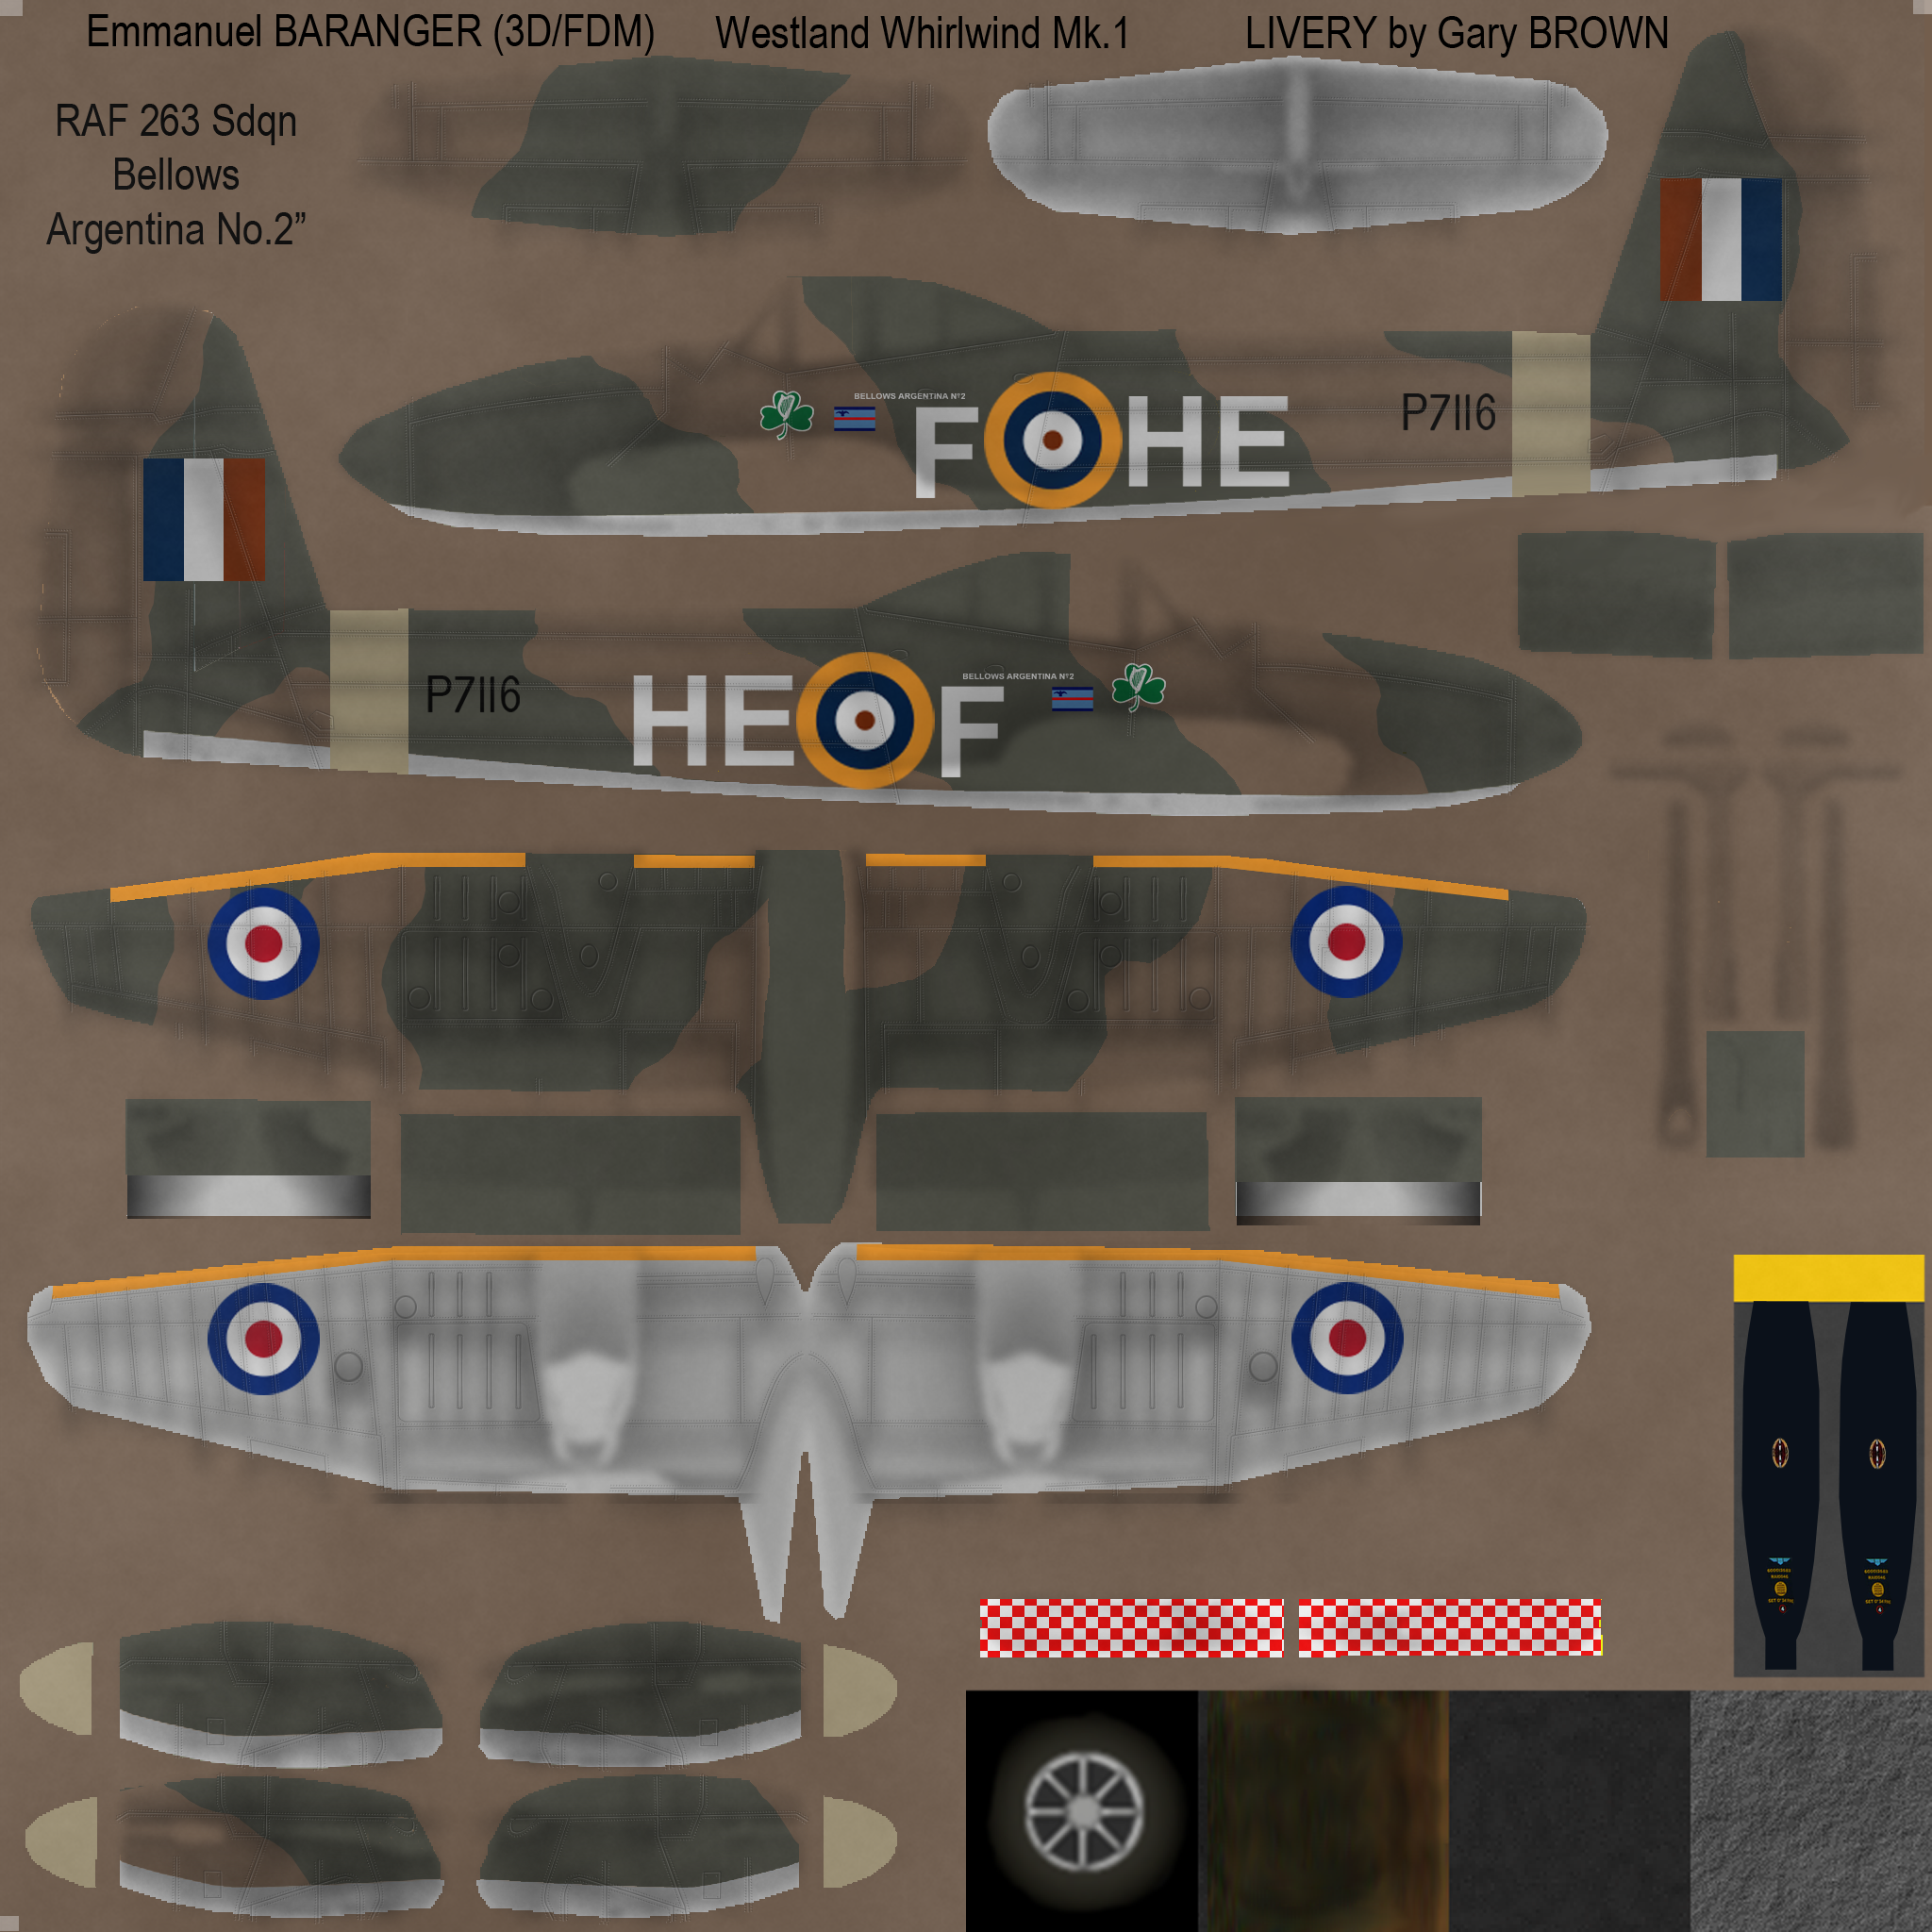 Emmanuel BARANGER (3D/FDM)
Westland Whirlwind Mk.1
LIVERY by Gary BROWN
RAF 263 Sdqn
Bellows
Argentina No.2”
BELLOWS ARGENTINA Nº2
F HE
P7116
P7116
HE F
BELLOWS ARGENTINA Nº2